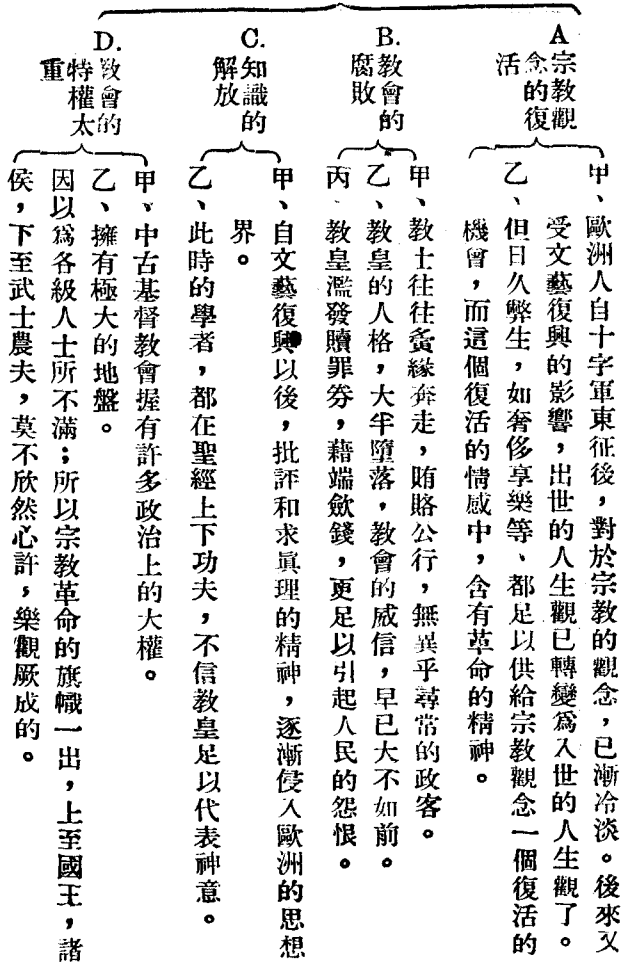 A 宗教觀
念的復
活
甲、歐洲人自十字軍東征後，對於宗教的觀念，已漸冷淡。後來又
受文藝復興的影響，出世的人生觀已轉變爲入世的人生觀了。
乙、但日久弊生，如奢侈享樂等、都足以供給宗教觀念一個復活的
機會，而這個復活的情感中，含有革命的精神。
B. 教會的
腐敗
甲、教士往往夤緣奔走，賄賂公行，無異乎尋常的政客。
乙、教皇的人格，大半墮落，教會的威信，早已大不如前。
丙　教皇濫發贖罪券，藉端斂錢，更足以引起人民的怨恨。
C. 知識的
解放
甲、自文藝復興以後，批評和求眞理的精神，逐漸侵入歐洲的思想
界。
乙、此時的學者，都在聖經上下功夫，不信教皇足以代表神意。
D. 教會的
特權太
重
甲、中古基督教會握有許多政治上的大權。
乙、擁有極大的地盤。
因以爲各級人士所不滿；所以宗教革命的旗幟一出，上至國王，諸
侯，下至武士農夫，莫不欣然心許，樂觀厥成的。